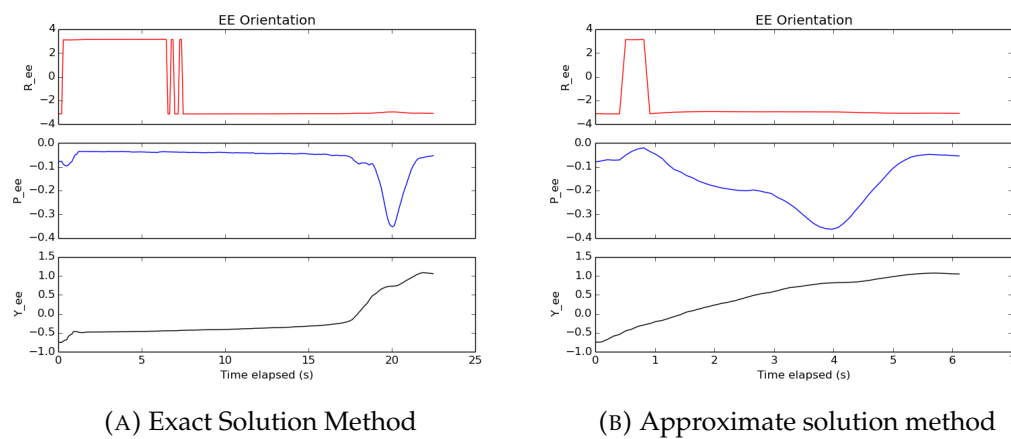 EE Orientation
4
2
0
−2
−4
R_ee
0.0
−0.1
−0.2
−0.3
−0.4
P_ee
1.5
1.0
0.5
0.0
−0.5
−1.0
Y_ee
0 5 10 15 20 25
Time elapsed (s)
(A) Exact Solution Method
EE Orientation
4
2
0
−2
−4
R_ee
0.0
−0.1
−0.2
−0.3
−0.4
P_ee
1.5
1.0
0.5
0.0
−0.5
−1.0
Y_ee
0 1 2 3 4 5 6 7
Time elapsed (s)
(B) Approximate solution method